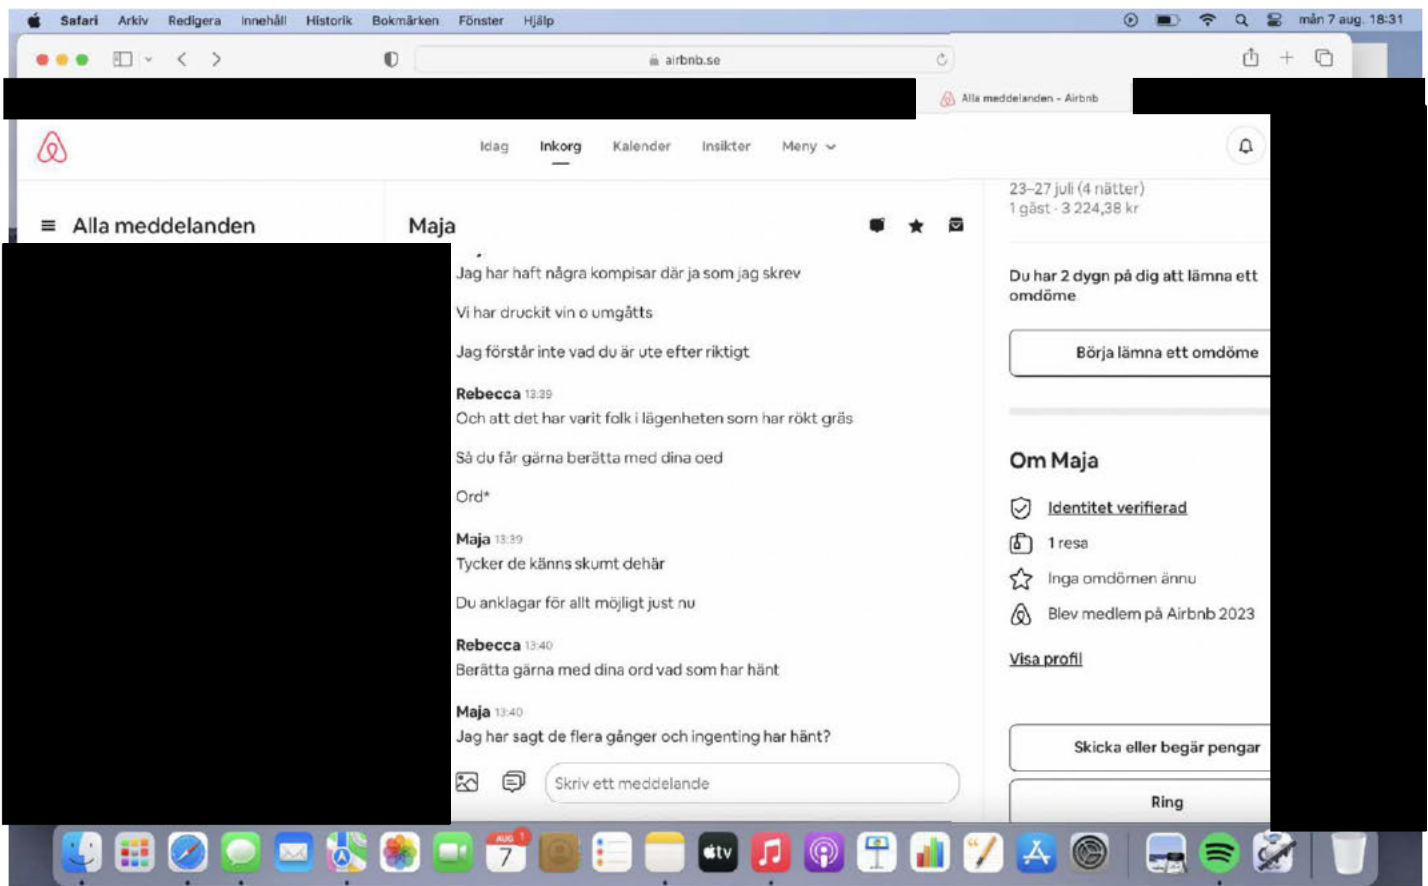 Safari Arkiv Redigera Innehåll Historik Bokmärken Fönster Hjälp mån 7 aug. 18:31
airbnb.se
Alla meddelanden – Airbnb
Idag Inkorg Kalender Insikter Meny
Alla meddelanden
Maja
Jag har haft några kompisar där ja som jag skrev
Vi har druckit vin o umgåtts
Jag förstår inte vad du är ute efter riktigt
Rebecca 13:39
Och att det har varit folk i lägenheten som har rökt gräs
Så du får gärna berätta med dina oed
Ord*
Maja 13:39
Tycker de känns skumt dehär
Du anklagar för allt möjligt just nu
Rebecca 13:40
Berätta gärna med dina ord vad som har hänt
Maja 13:40
Jag har sagt de flera gånger och ingenting har hänt?
Skriv ett meddelande
23–27 juli (4 nätter)
1 gäst · 3 224,38 kr
Du har 2 dygn på dig att lämna ett
omdöme
Börja lämna ett omdöme
Om Maja
Identitet verifierad
1 resa
Inga omdömen ännu
Blev medlem på Airbnb 2023
Visa profil
Skicka eller begär pengar
Ring
AUG 1
7
tv